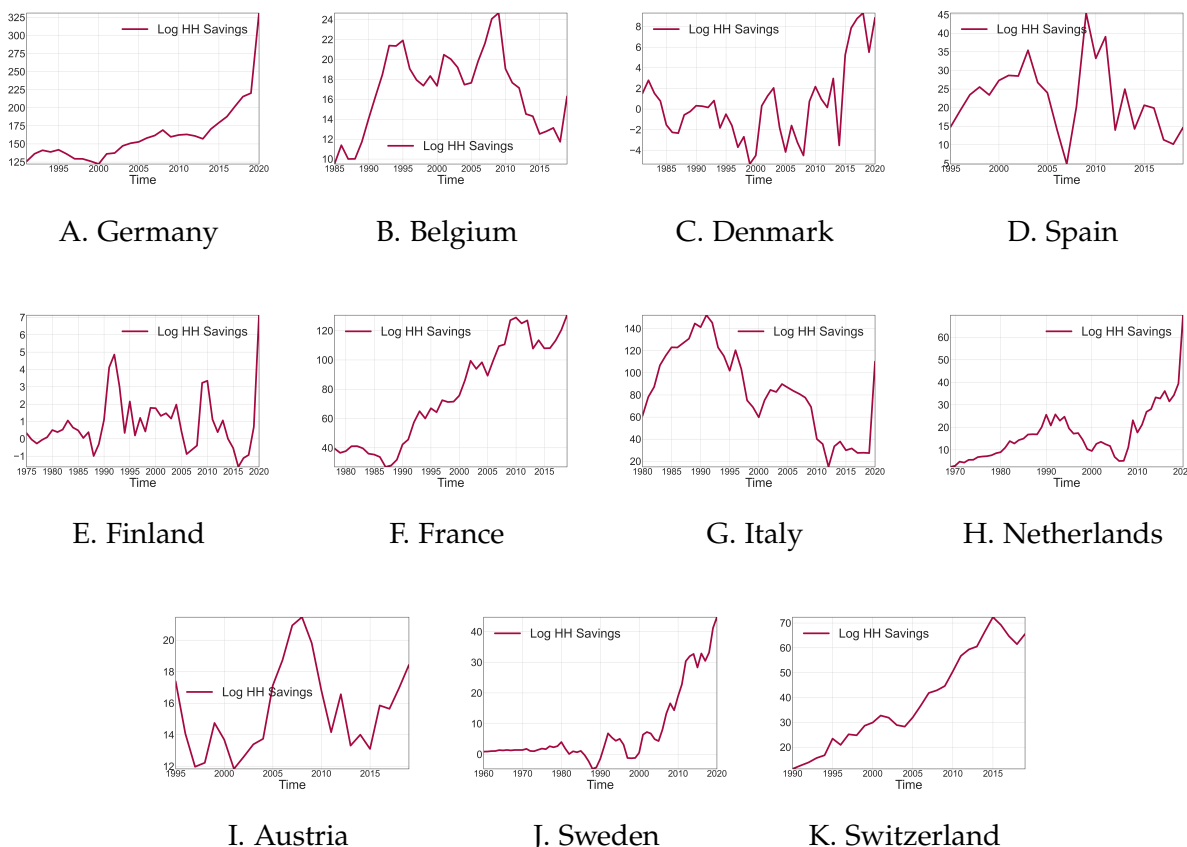 325
300
275
250
225
200
175
150
125
Log HH Savings
1995 2000 2005 2010 2015 2020
Time
A. Germany
24
22
20
18
16
14
12
10
Log HH Savings
1985 1990 1995 2000 2005 2010 2015
Time
B. Belgium
8
6
4
2
0
−2
−4
Log HH Savings
1985 1990 1995 2000 2005 2010 2015 2020
Time
C. Denmark
45
40
35
30
25
20
15
10
5
Log HH Savings
1995 2000 2005 2010 2015
Time
D. Spain
7
6
5
4
3
2
1
0
−1
Log HH Savings
1975 1980 1985 1990 1995 2000 2005 2010 2015 2020
Time
E. Finland
120
100
80
60
40
Log HH Savings
1980 1985 1990 1995 2000 2005 2010 2015
Time
F. France
140
120
100
80
60
40
20
Log HH Savings
1980 1985 1990 1995 2000 2005 2010 2015 2020
Time
G. Italy
60
50
40
30
20
10
Log HH Savings
1970 1980 1990 2000 2010 202
Time
H. Netherlands
20
18
16
14
12
Log HH Savings
1995 2000 2005 2010 2015
Time
I. Austria
40
30
20
10
0
Log HH Savings
1960 1970 1980 1990 2000 2010 2020
Time
J. Sweden
70
60
50
40
30
20
Log HH Savings
1990 1995 2000 2005 2010 2015
Time
K. Switzerland